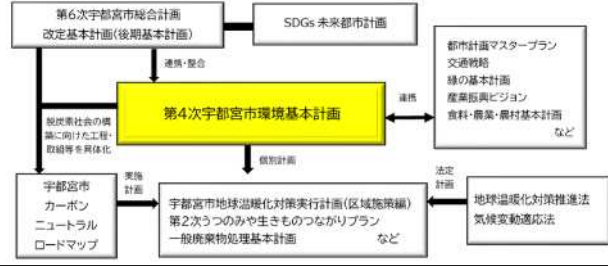 第6次宇都宮市総合計画
改定基本計画(後期基本計画)
SDGs 未来都市計画
連携・整合
都市計画マスタープラン
交通戦略
緑の基本計画
産業振興ビジョン
食料・農業・農村基本計画
など
第4次宇都宮市環境基本計画
連携
脱炭素社会の構
築に向けた工程・
取組等を具体化
個別計画
宇都宮市
カーボン
ニュートラル
ロードマップ
実施
計画
宇都宮市地球温暖化対策実行計画(区域施策編)
第2次うつのみや生きものつながりプラン
一般廃棄物処理基本計画 など
法定
計画
地球温暖化対策推進法
気候変動適応法